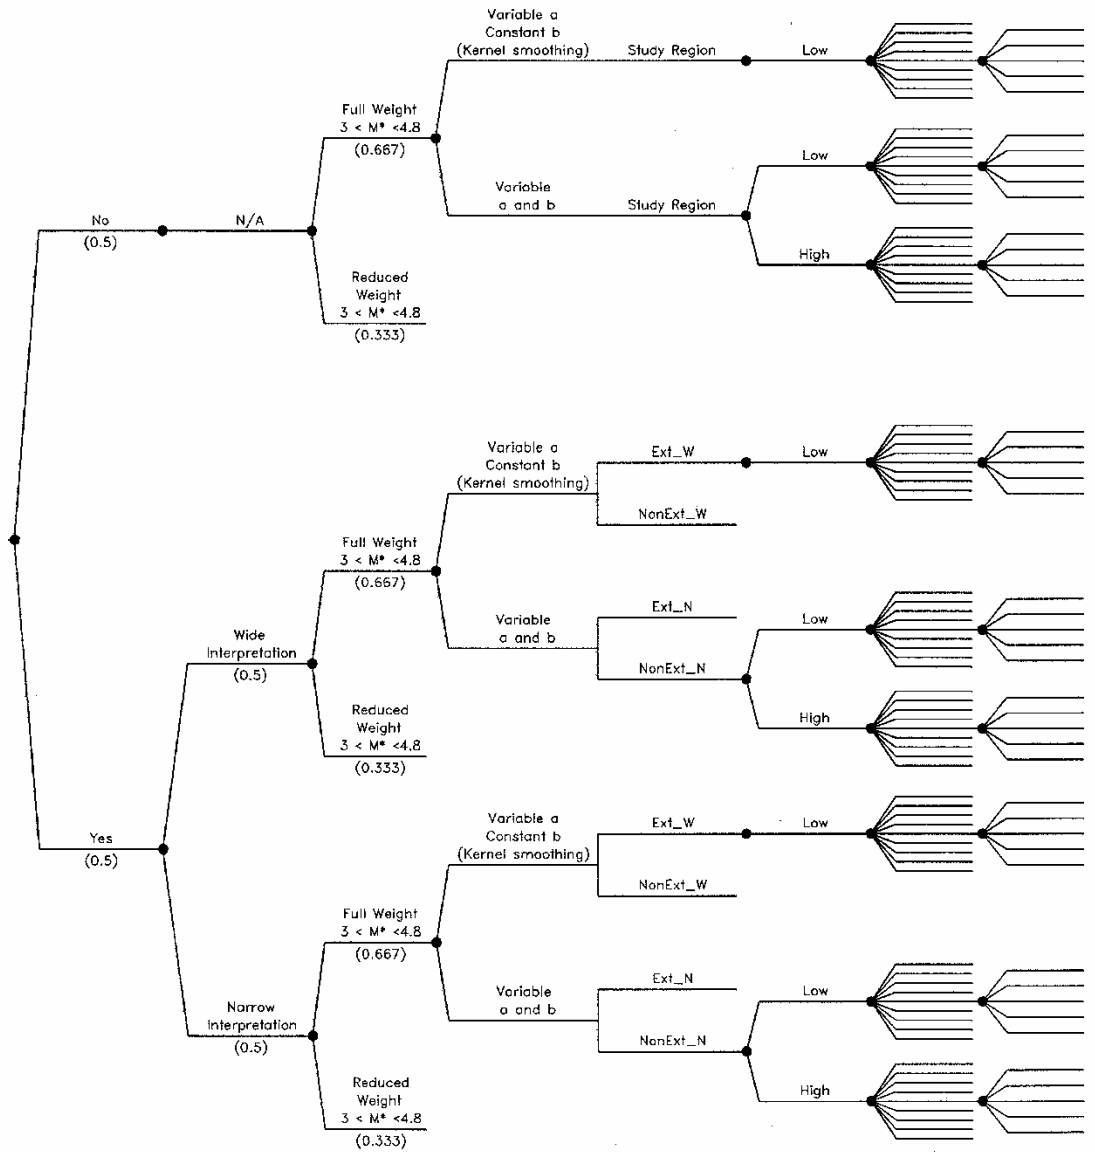 Variable a
Constant b
(Kernel smoothing)
Study Region
Low
Full Weight
3 < M* <4.8
(0.667)
Variable
a and b
Study Region
Low
High
No
(0.5)
N/A
Reduced
Weight
3 < M* <4.8
(0.333)
Variable a
Constant b
(Kernel smoothing)
Ext_W
Low
NonExt_W
Full Weight
3 < M* <4.8
(0.667)
Variable
a and b
Ext_N
Low
NonExt_N
High
Wide
Interpretation
(0.5)
Reduced
Weight
3 < M* <4.8
(0.333)
Yes
(0.5)
Variable a
Constant b
(Kernel smoothing)
Ext_W
Low
NonExt_W
Full Weight
3 < M* <4.8
(0.667)
Variable
a and b
Ext_N
Low
NonExt_N
High
Narrow
Interpretation
(0.5)
Reduced
Weight
3 < M* <4.8
(0.333)